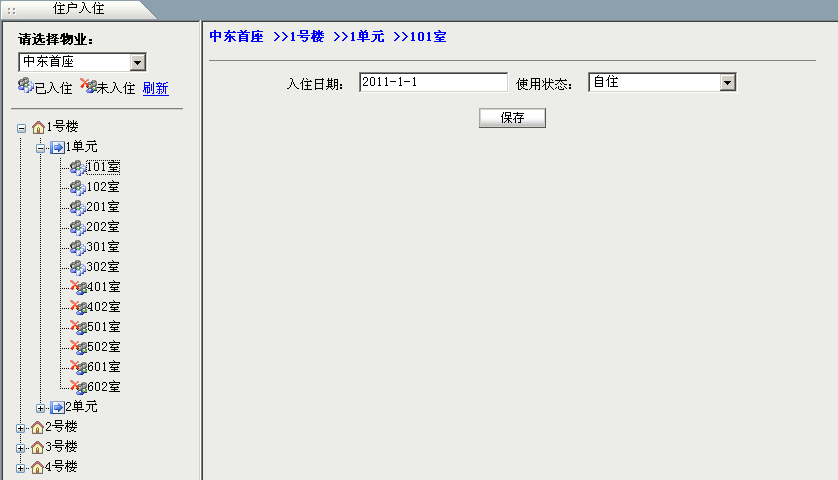 住户入住
请选择物业：
中东首座
已入住 未入住 刷新
1号楼
1单元
101室
102室
201室
202室
301室
302室
401室
402室
501室
502室
601室
602室
2单元
2号楼
3号楼
4号楼
中东首座 >>1号楼 >>1单元 >>101室
入住日期： 2011-1-1 使用状态： 自住
保存